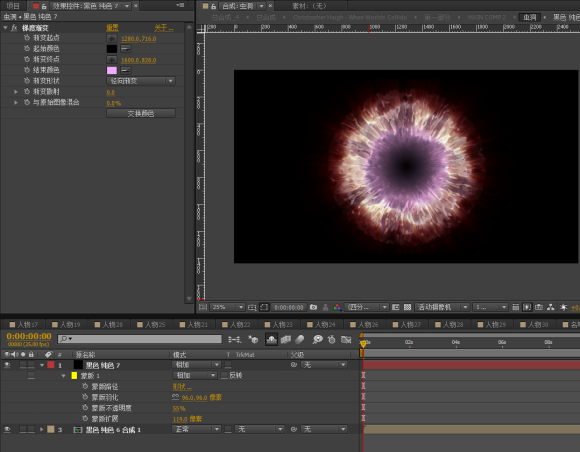 项目
效果控件: 黑色 纯色 7
虫洞 • 黑色 纯色 7
fx 梯度渐变 重置 关于...
渐变起点 1280.0,716.0
起始颜色
渐变终点 1600.0,828.0
结束颜色
渐变形状 径向渐变
渐变散射 0.0
与原始图像混合 0.0%
交换颜色
合成: 虫洞
素材: (无)
虫洞
25%
0:00:00:00
(四分...
活动摄像机
1...
人物17 人物19 人物20 人物25 人物21 人物22 人物23 人物24 人物26 人物27 人物28 人物30
0:00:00:00
00000 (25.00 fps)
02s 04s 06s 08s
# 源名称 模式 T TrkMat 父级
1 黑色 纯色 7 相加 无
蒙版 1 相加 反转
蒙版路径 形状...
蒙版羽化 96.0,96.0 像素
蒙版不透明度 55%
蒙版扩展 119.0 像素
3 黑色 纯色 6 合成 1 正常 无 无